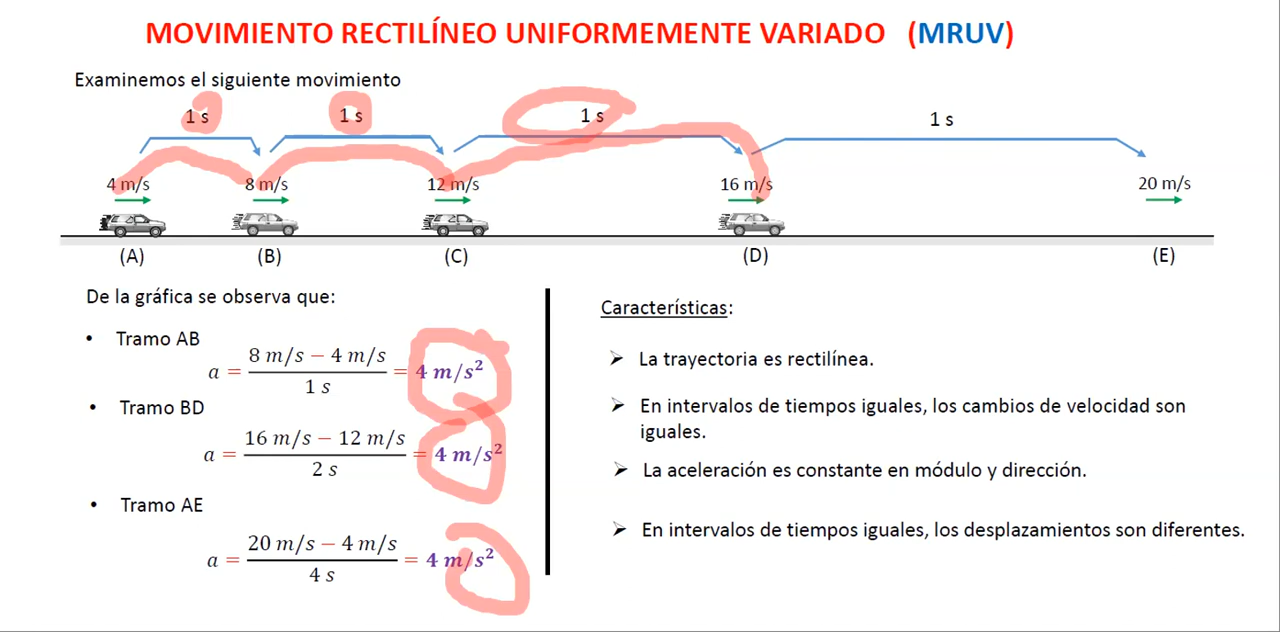 MOVIMIENTO RECTILÍNEO UNIFORMEMENTE VARIADO (MRUV)
Examinemos el siguiente movimiento
1 s 1 s 1 s 1 s
4 m/s 8 m/s 12 m/s 16 m/s 20 m/s
(A) (B) (C) (D) (E)
De la gráfica se observa que:
• Tramo AB
a = (8 m/s − 4 m/s) / 1 s = 4 m/s²
• Tramo BD
a = (16 m/s − 12 m/s) / 2 s = 4 m/s²
• Tramo AE
a = (20 m/s − 4 m/s) / 4 s = 4 m/s²
Características:
➢ La trayectoria es rectilínea.
➢ En intervalos de tiempos iguales, los cambios de velocidad son
iguales.
➢ La aceleración es constante en módulo y dirección.
➢ En intervalos de tiempos iguales, los desplazamientos son diferentes.